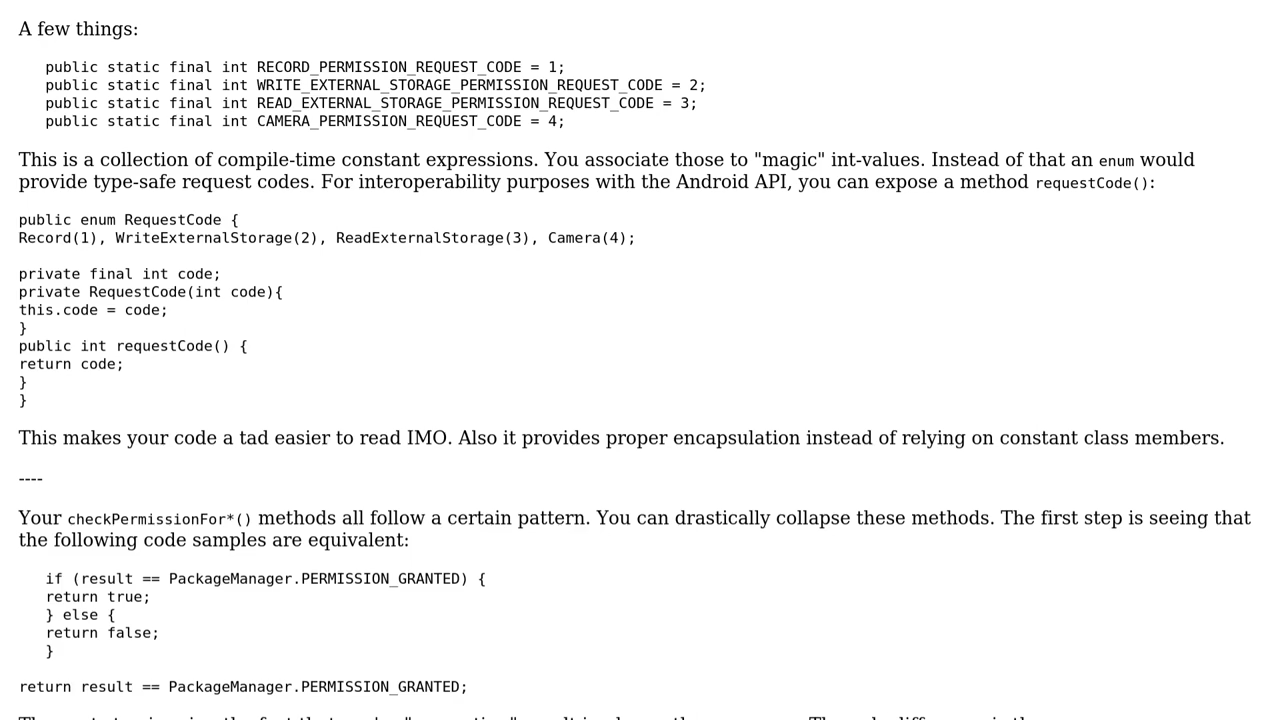 A few things:
public static final int RECORD_PERMISSION_REQUEST_CODE = 1;
public static final int WRITE_EXTERNAL_STORAGE_PERMISSION_REQUEST_CODE = 2;
public static final int READ_EXTERNAL_STORAGE_PERMISSION_REQUEST_CODE = 3;
public static final int CAMERA_PERMISSION_REQUEST_CODE = 4;
This is a collection of compile-time constant expressions. You associate those to "magic" int-values. Instead of that an enum would
provide type-safe request codes. For interoperability purposes with the Android API, you can expose a method requestCode():
public enum RequestCode {
Record(1), WriteExternalStorage(2), ReadExternalStorage(3), Camera(4);
private final int code;
private RequestCode(int code){
this.code = code;
}
public int requestCode() {
return code;
}
}
This makes your code a tad easier to read IMO. Also it provides proper encapsulation instead of relying on constant class members.
----
Your checkPermissionFor*() methods all follow a certain pattern. You can drastically collapse these methods. The first step is seeing that
the following code samples are equivalent:
if (result == PackageManager.PERMISSION_GRANTED) {
return true;
} else {
return false;
}
return result == PackageManager.PERMISSION_GRANTED;